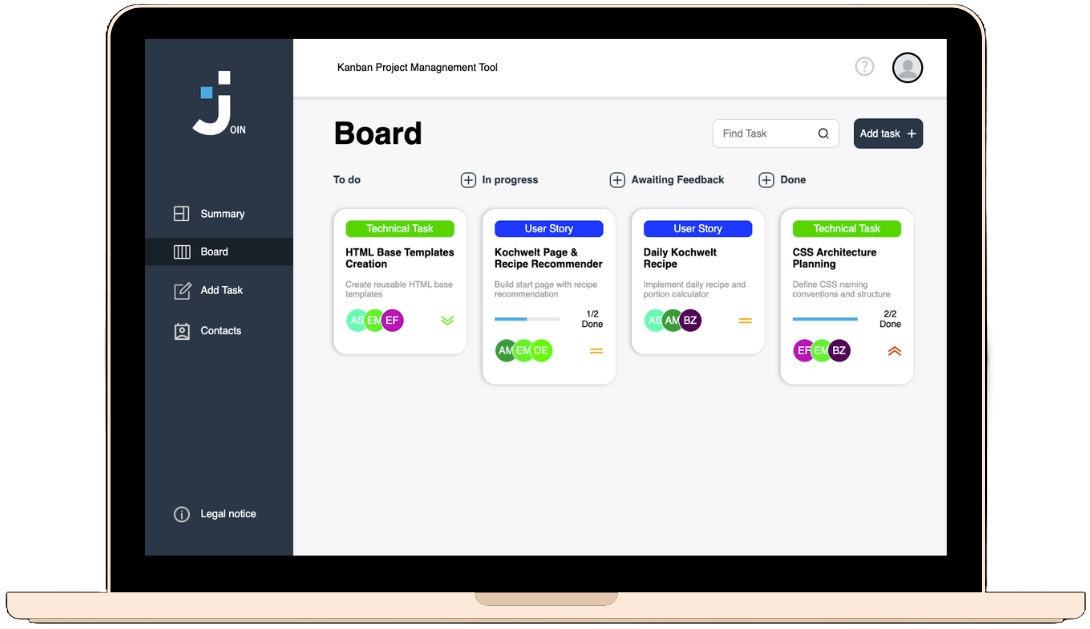 JOIN
Kanban Project Managnement Tool
?
Board
Find Task
Add task +
To do
In progress
Awaiting Feedback
Done
Summary
Board
Add Task
Contacts
Legal notice
Technical Task
HTML Base Templates
Creation
Create reusable HTML base
templates
AS EM EF
User Story
Kochwelt Page &
Recipe Recommender
Build start page with recipe
recommendation
1/2
Done
AM EM DE
User Story
Daily Kochwelt
Recipe
Implement daily recipe and
portion calculator
AS AM BZ
Technical Task
CSS Architecture
Planning
Define CSS naming
conventions and structure
2/2
Done
EF EM BZ